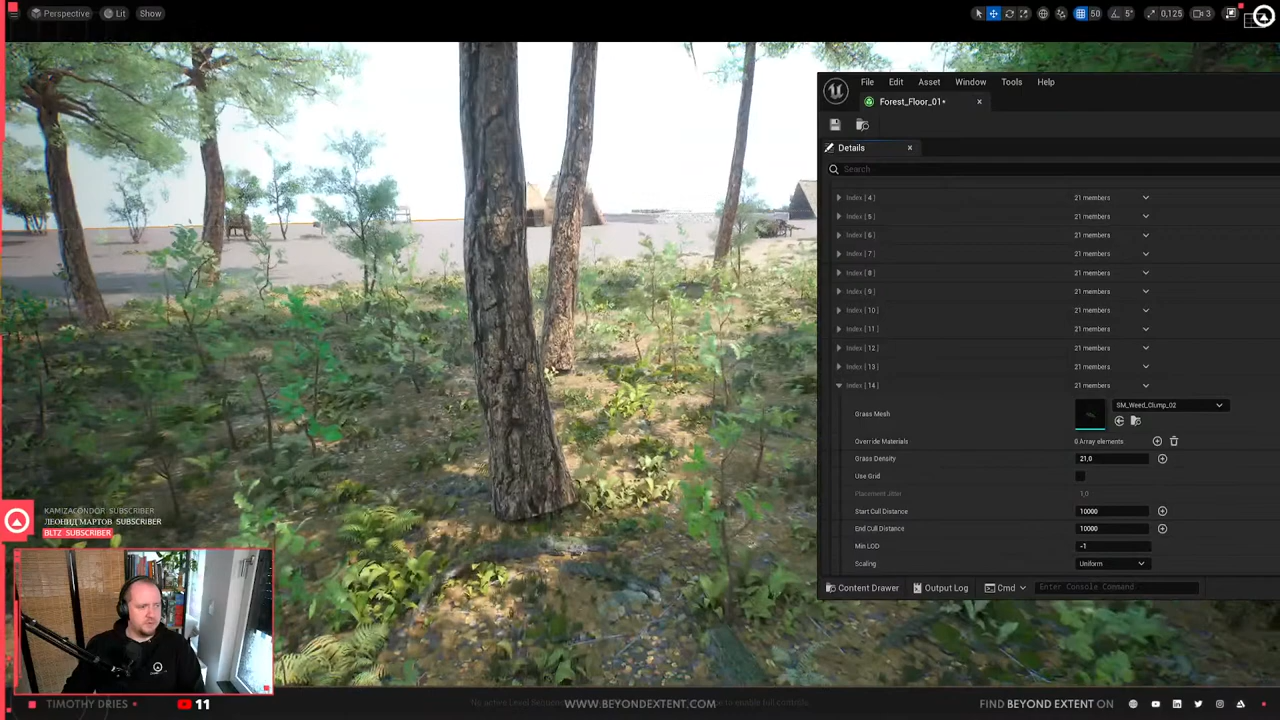 Perspective Lit Show
50 5° 0,125 3
File Edit Asset Window Tools Help
Forest_Floor_01*
Details
Search
Index [ 4 ] 21 members
Index [ 5 ] 21 members
Index [ 6 ] 21 members
Index [ 7 ] 21 members
Index [ 8 ] 21 members
Index [ 9 ] 21 members
Index [ 10 ] 21 members
Index [ 11 ] 21 members
Index [ 12 ] 21 members
Index [ 13 ] 21 members
Index [ 14 ] 21 members
Grass Mesh SM_Weed_Clump_02
Override Materials 0 Array elements
Grass Density 21,0
Use Grid
Placement Jitter 1,0
Start Cull Distance 10000
End Cull Distance 10000
Min LOD -1
Scaling Uniform
Content Drawer Output Log Cmd Enter Console Command
KAMIZACONDOR SUBSCRIBER
ЛЕОНИД МАРТОВ SUBSCRIBER
BLTZ SUBSCRIBER
TIMOTHY DRIES 11 WWW.BEYONDEXTENT.COM FIND BEYOND EXTENT ON